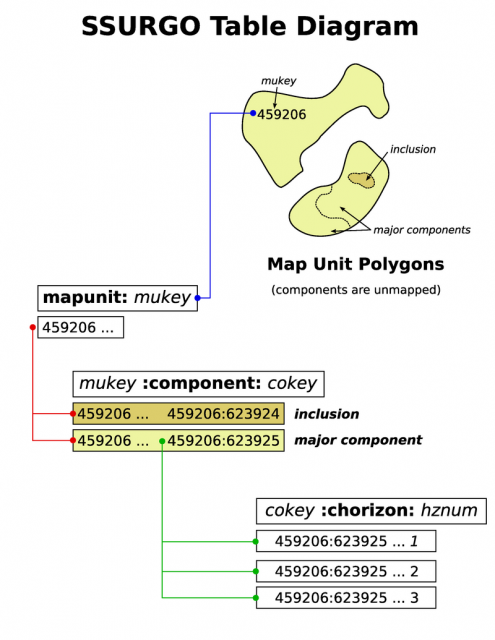 SSURGO Table Diagram
mukey
459206
inclusion
major components
Map Unit Polygons
(components are unmapped)
mapunit: mukey
459206 ...
mukey :component: cokey
459206 ... 459206:623924 inclusion
459206 ... 459206:623925 major component
cokey :chorizon: hznum
459206:623925 ... 1
459206:623925 ... 2
459206:623925 ... 3